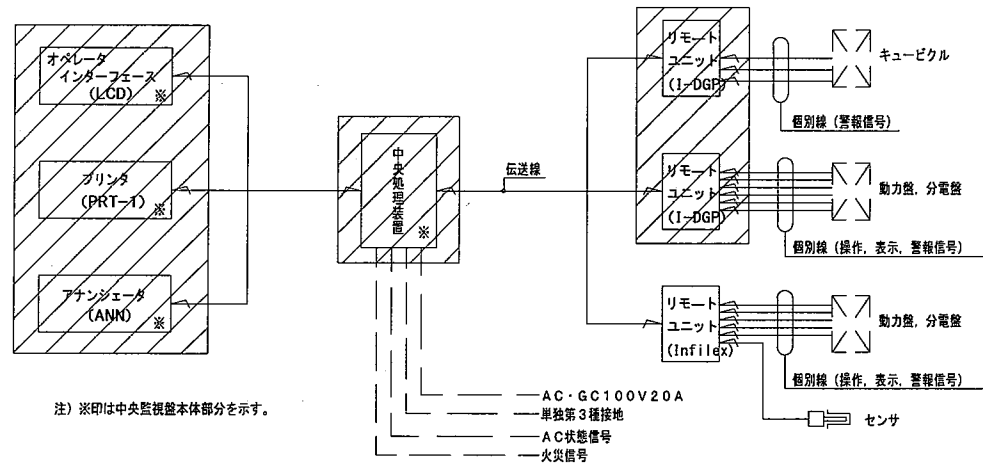 オペレータ
インターフェース
(LCD)
※
プリンタ
(PRT-1)
※
アナンシェータ
(ANN)
※
中央処理装置
※
伝送線
リモート
ユニット
(I-DGP)
キュービクル
個別線(警報信号)
リモート
ユニット
(I-DGP)
動力盤,分電盤
個別線(操作,表示,警報信号)
リモート
ユニット
(Infilex)
動力盤,分電盤
個別線(操作,表示,警報信号)
センサ
AC・GC100V20A
単独第3種接地
AC状態信号
火災信号
注)※印は中央監視盤本体部分を示す。